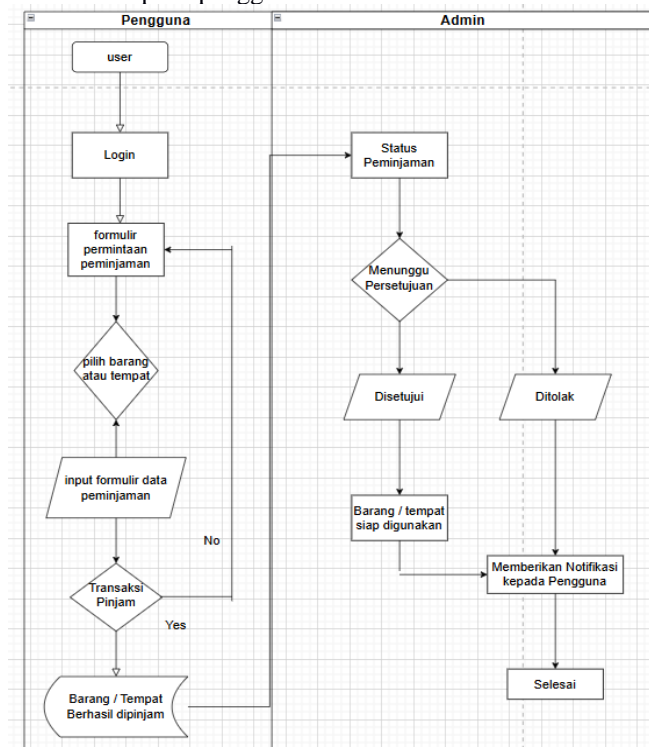 Pengguna
Admin
user
Login
formulir
permintaan
peminjaman
pilih barang
atau tempat
input formulir data
peminjaman
No
Transaksi
Pinjam
Yes
Barang / Tempat
Berhasil dipinjam
Status
Peminjaman
Menunggu
Persetujuan
Disetujui
Ditolak
Barang / tempat
siap digunakan
Memberikan Notifikasi
kepada Pengguna
Selesai